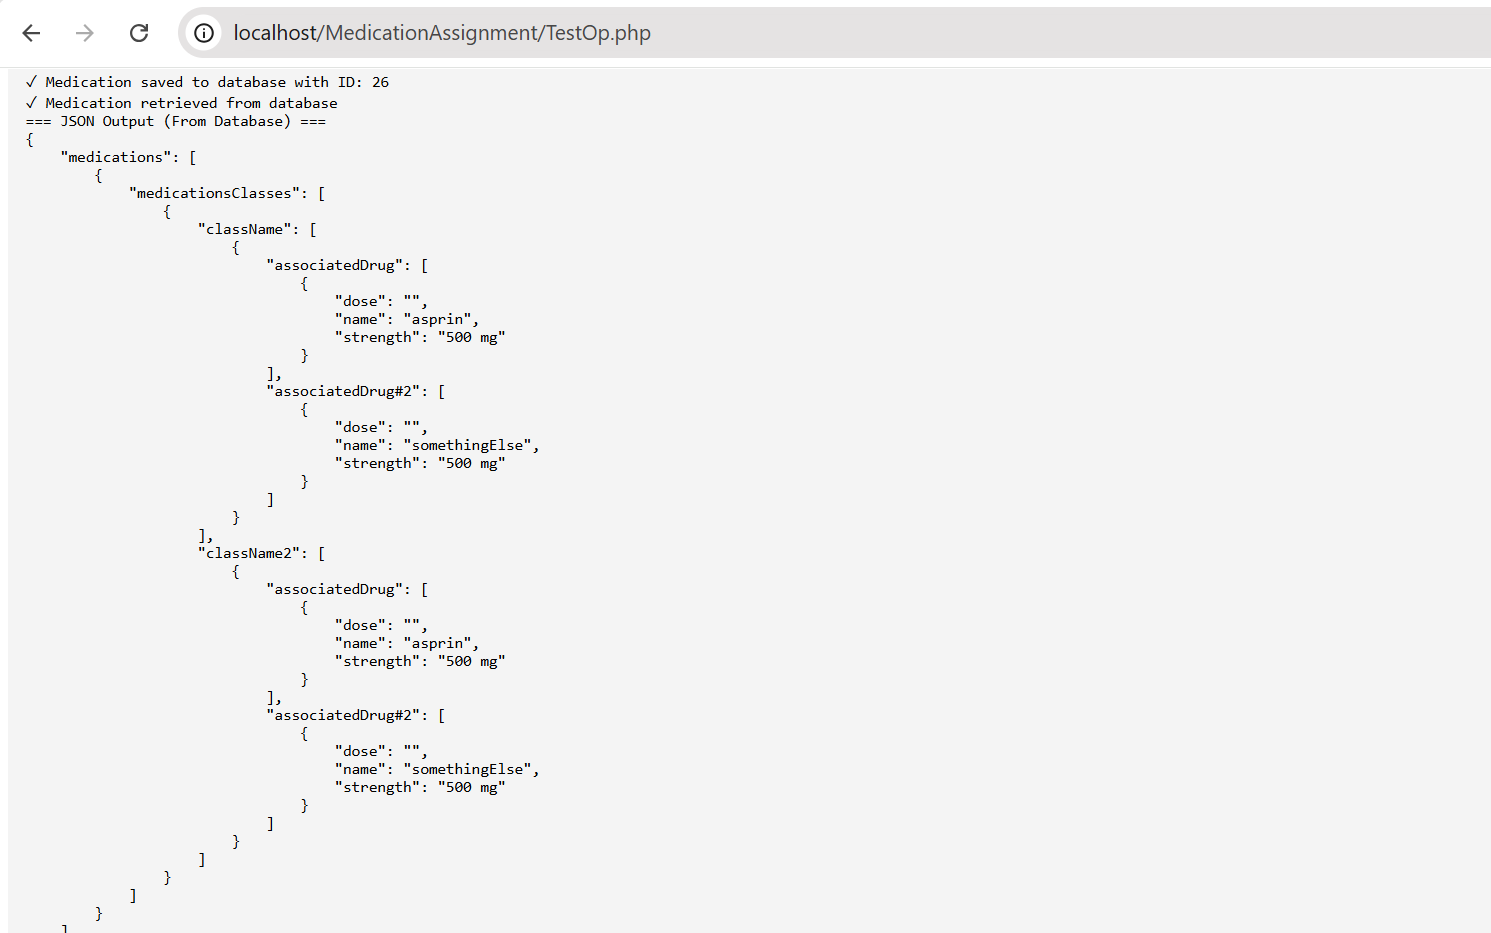 localhost/MedicationAssignment/TestOp.php
✓ Medication saved to database with ID: 26
✓ Medication retrieved from database
=== JSON Output (From Database) ===
{
    "medications": [
        {
            "medicationsClasses": [
                {
                    "className": [
                        {
                            "associatedDrug": [
                                {
                                    "dose": "",
                                    "name": "asprin",
                                    "strength": "500 mg"
                                }
                            ],
                            "associatedDrug#2": [
                                {
                                    "dose": "",
                                    "name": "somethingElse",
                                    "strength": "500 mg"
                                }
                            ]
                        }
                    ],
                    "className2": [
                        {
                            "associatedDrug": [
                                {
                                    "dose": "",
                                    "name": "asprin",
                                    "strength": "500 mg"
                                }
                            ],
                            "associatedDrug#2": [
                                {
                                    "dose": "",
                                    "name": "somethingElse",
                                    "strength": "500 mg"
                                }
                            ]
                        }
                    ]
                }
            ]
        }
    ]